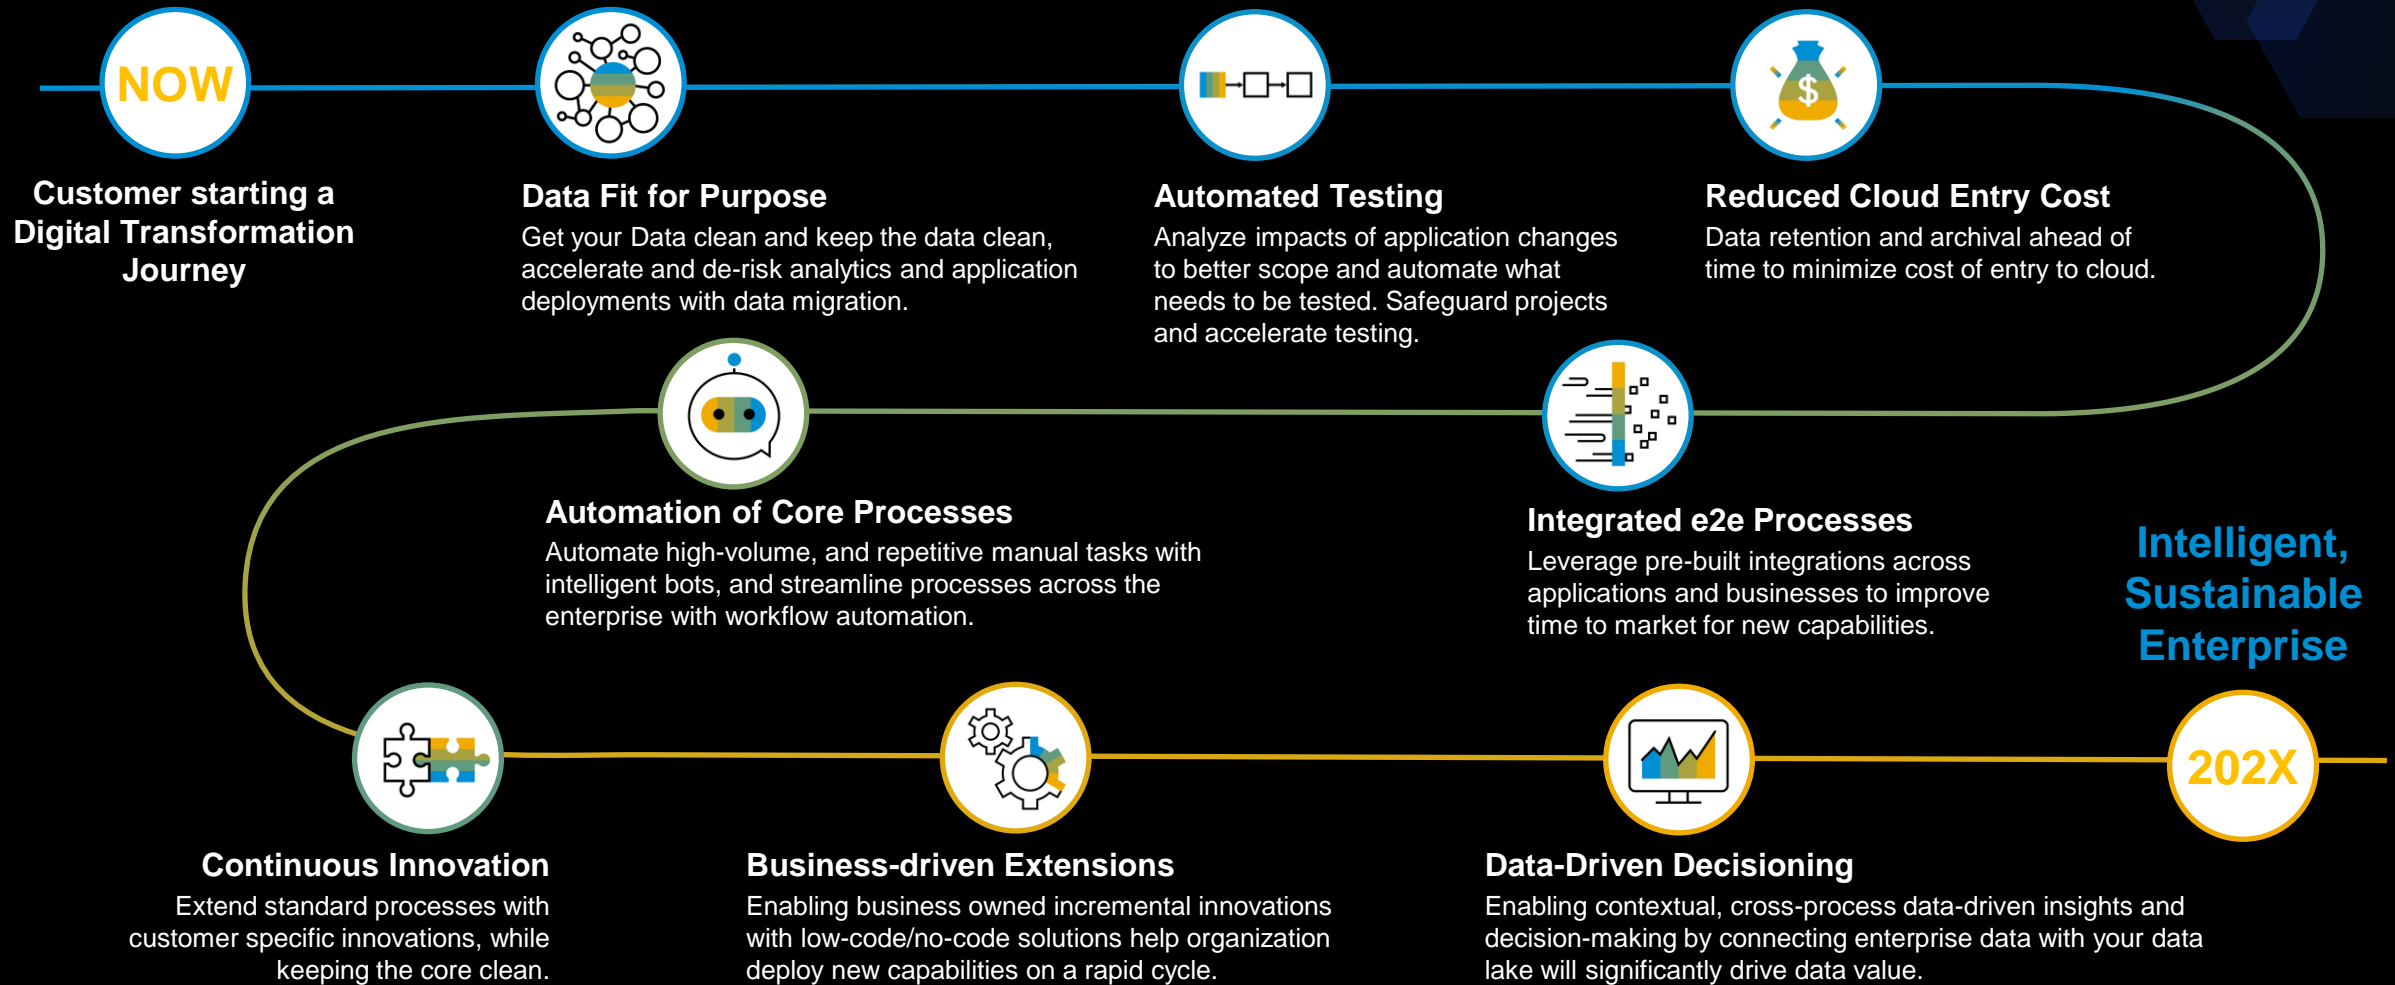 NOW
Customer starting a
Digital Transformation
Journey
Data Fit for Purpose
Get your Data clean and keep the data clean,
accelerate and de-risk analytics and application
deployments with data migration.
Automated Testing
Analyze impacts of application changes
to better scope and automate what
needs to be tested. Safeguard projects
and accelerate testing.
$
Reduced Cloud Entry Cost
Data retention and archival ahead of
time to minimize cost of entry to cloud.
Integrated e2e Processes
Leverage pre-built integrations across
applications and businesses to improve
time to market for new capabilities.
Automation of Core Processes
Automate high-volume, and repetitive manual tasks with
intelligent bots, and streamline processes across the
enterprise with workflow automation.
Continuous Innovation
Extend standard processes with
customer specific innovations, while
keeping the core clean.
Business-driven Extensions
Enabling business owned incremental innovations
with low-code/no-code solutions help organization
deploy new capabilities on a rapid cycle.
Data-Driven Decisioning
Enabling contextual, cross-process data-driven insights and
decision-making by connecting enterprise data with your data
lake will significantly drive data value.
Intelligent,
Sustainable
Enterprise
202X